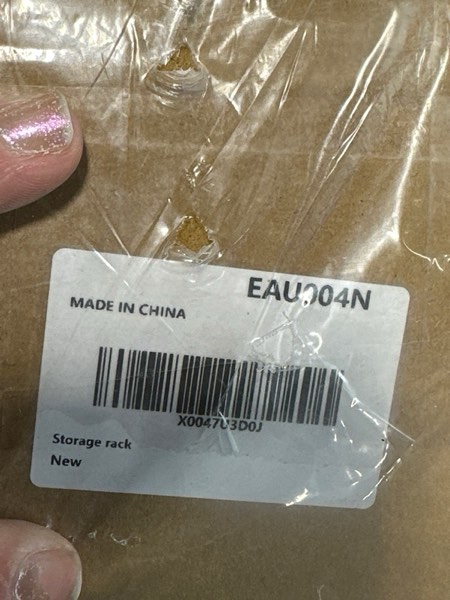 EAU004N
MADE IN CHINA
X0047U3D0J
Storage rack
New